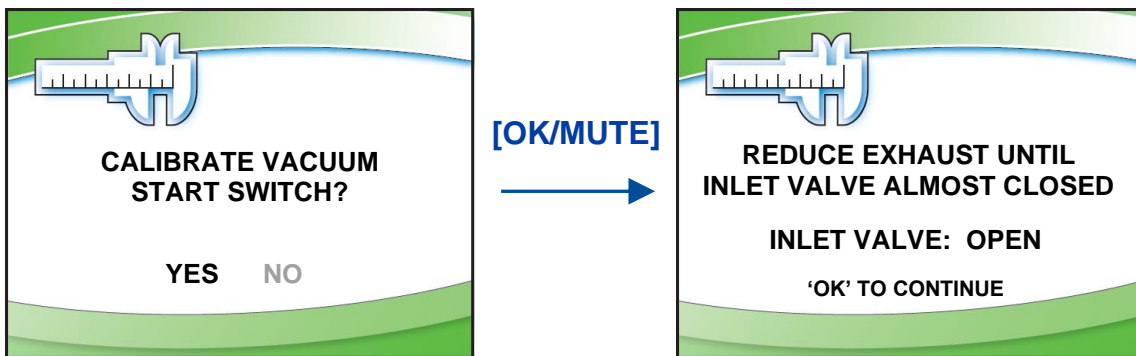 CALIBRATE VACUUM
START SWITCH?
YES NO
[OK/MUTE]
REDUCE EXHAUST UNTIL
INLET VALVE ALMOST CLOSED
INLET VALVE: OPEN
‘OK’ TO CONTINUE